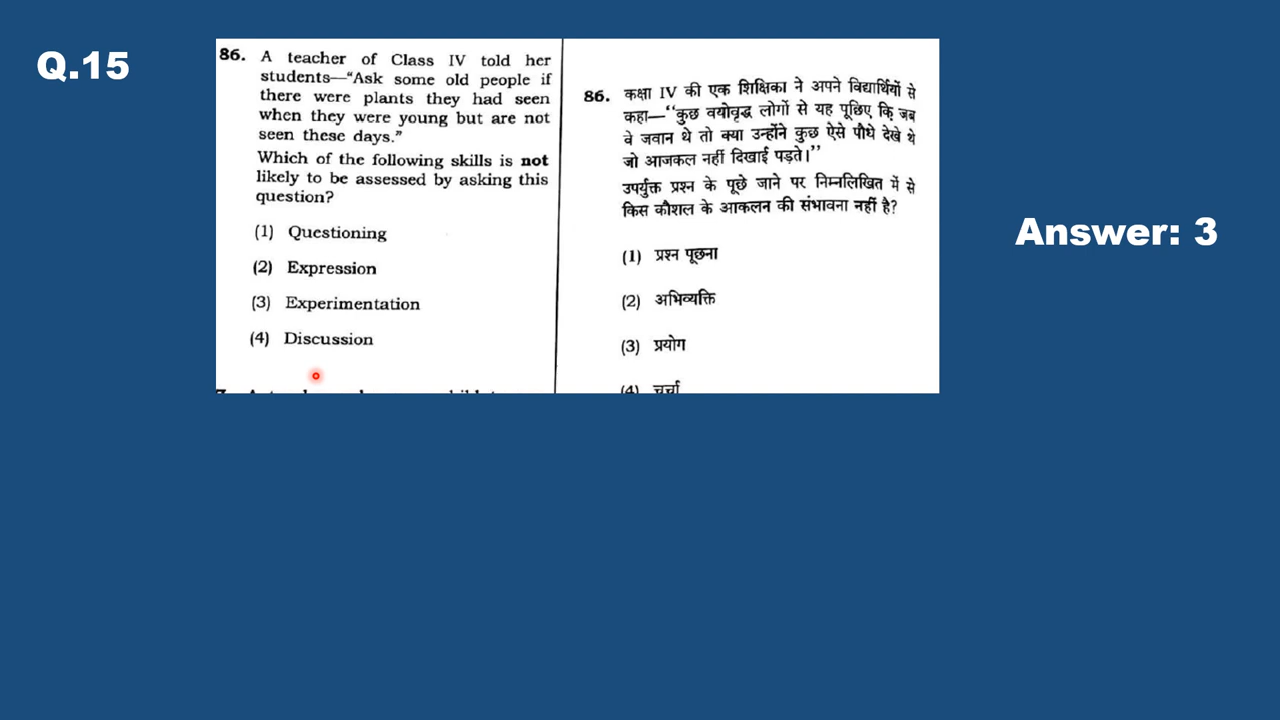 Q.15
86. A teacher of Class IV told her
students—"Ask some old people if
there were plants they had seen
when they were young but are not
seen these days."
Which of the following skills is not
likely to be assessed by asking this
question?
(1) Questioning
(2) Expression
(3) Experimentation
(4) Discussion
86. कक्षा IV की एक शिक्षिका ने अपने विद्यार्थियों से
कहा—"कुछ वयोवृद्ध लोगों से यह पूछिए कि जब
वे जवान थे तो क्या उन्होंने कुछ ऐसे पौधे देखे थे
जो आजकल नहीं दिखाई पड़ते।"
उपर्युक्त प्रश्न के पूछे जाने पर निम्नलिखित में से
किस कौशल के आकलन की संभावना नहीं है?
(1) प्रश्न पूछना
(2) अभिव्यक्ति
(3) प्रयोग
(4) चर्चा
Answer: 3